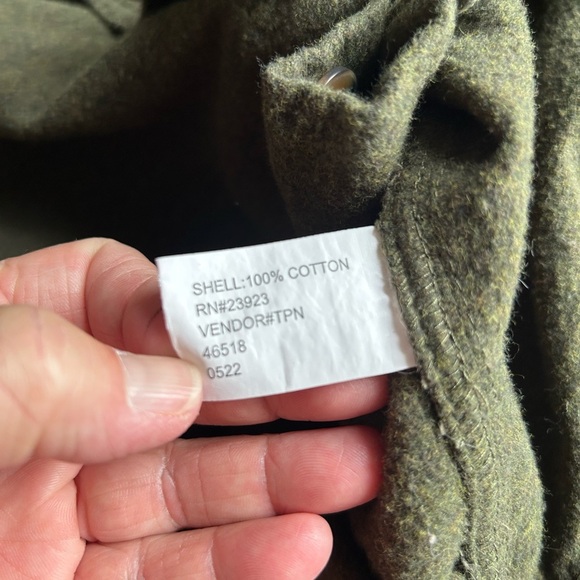 SHELL:100% COTTON
RN#23923
VENDOR#TPN
46518
0522